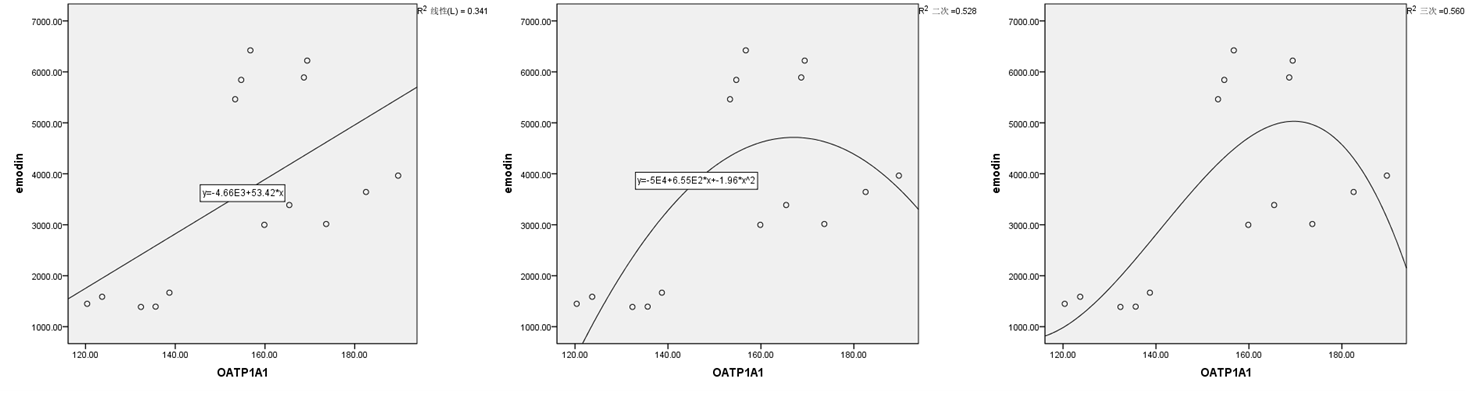 R² 线性(L) = 0.341
7000.00
6000.00
5000.00
4000.00
3000.00
2000.00
1000.00
emodin
y=-4.66E3+53.42*x
120.00 140.00 160.00 180.00
OATP1A1
R² 二次 =0.528
7000.00
6000.00
5000.00
4000.00
3000.00
2000.00
1000.00
emodin
y=-5E4+6.55E2*x+-1.96*x^2
120.00 140.00 160.00 180.00
OATP1A1
R² 三次 =0.560
7000.00
6000.00
5000.00
4000.00
3000.00
2000.00
1000.00
emodin
120.00 140.00 160.00 180.00
OATP1A1